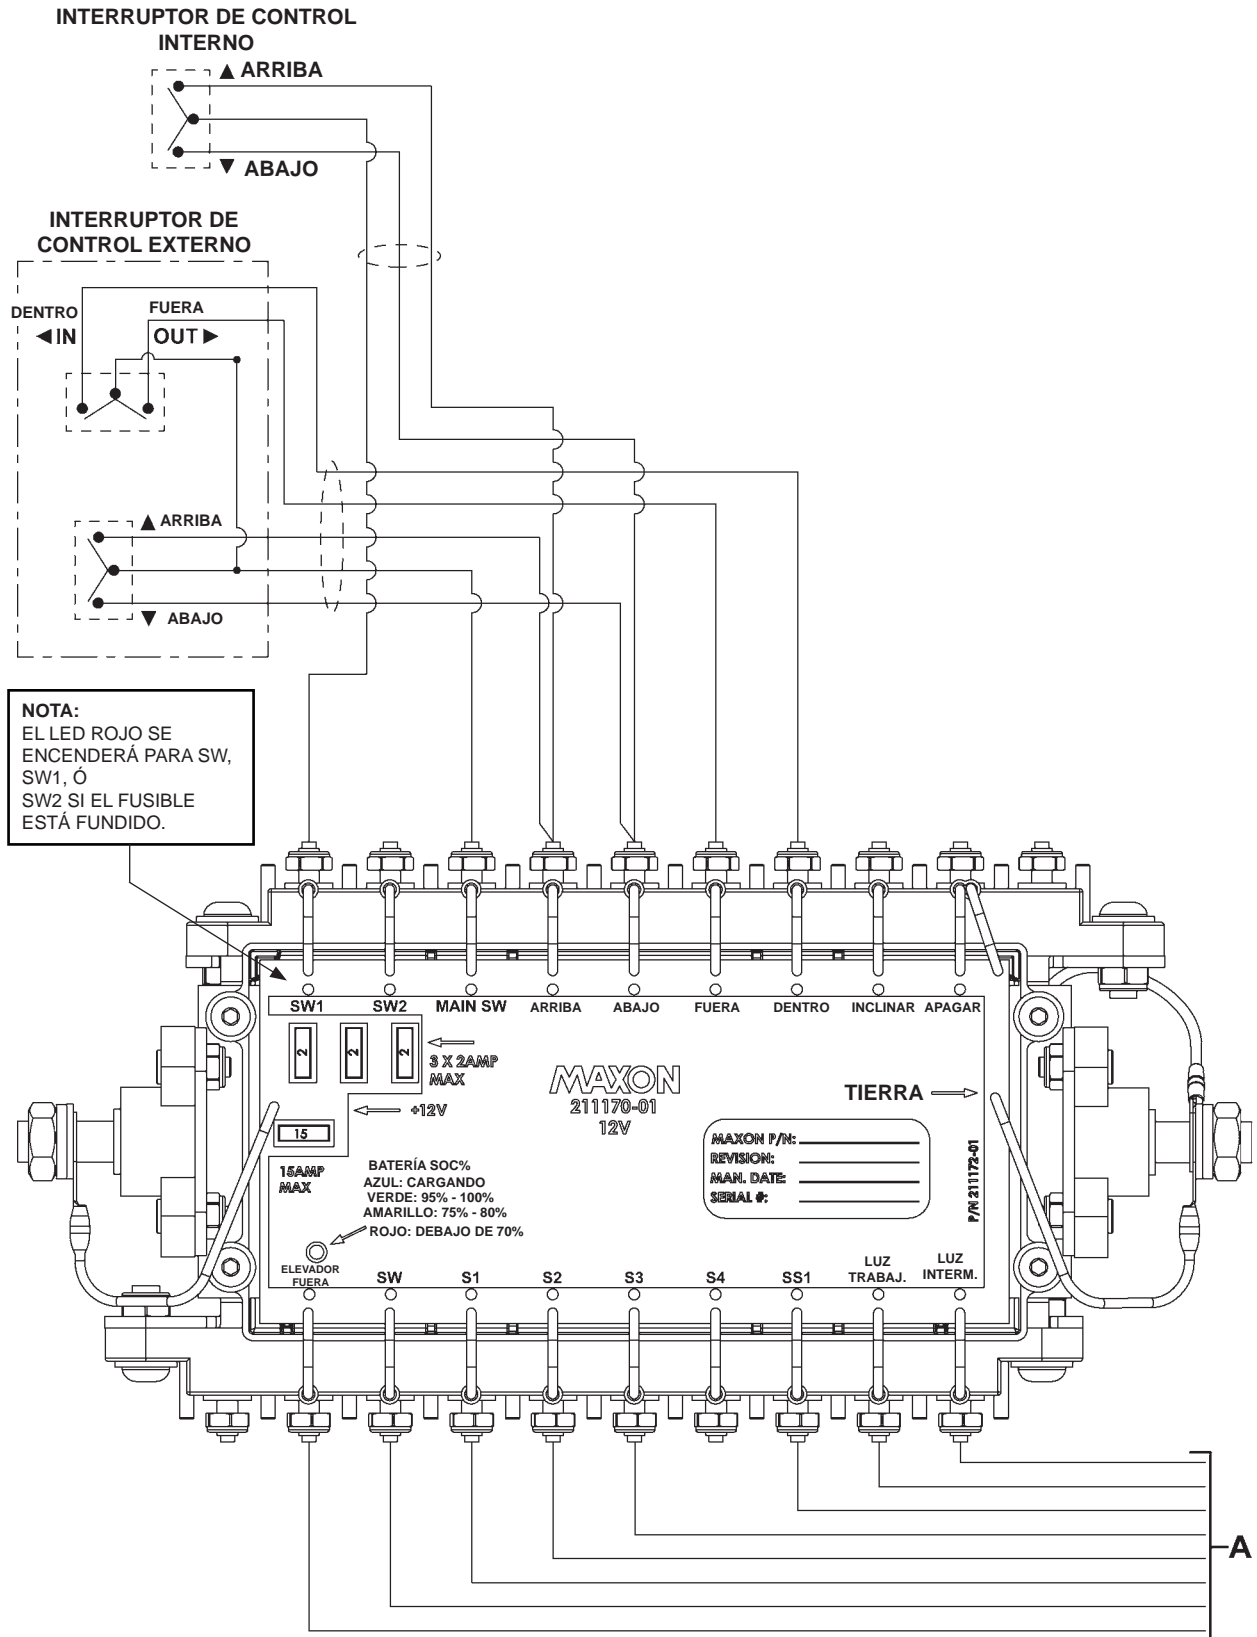 INTERRUPTOR DE CONTROL
INTERNO
▲ ARRIBA
▼ ABAJO
INTERRUPTOR DE
CONTROL EXTERNO
DENTRO
◄IN
FUERA
OUT►
▲ ARRIBA
▼ ABAJO
NOTA:
EL LED ROJO SE
ENCENDERÁ PARA SW,
SW1, Ó
SW2 SI EL FUSIBLE
ESTÁ FUNDIDO.
SW1 SW2 MAIN SW ARRIBA ABAJO FUERA DENTRO INCLINAR APAGAR
2 2 2
3 X 2AMP
MAX
+12V
15
15AMP
MAX
MAXON
211170-01
12V
TIERRA
MAXON P/N:
REVISION:
MAN. DATE:
SERIAL #:
P/N 211172-01
BATERÍA SOC%
AZUL: CARGANDO
VERDE: 95% - 100%
AMARILLO: 75% - 80%
ROJO: DEBAJO DE 70%
ELEVADOR
FUERA
SW S1 S2 S3 S4 SS1
LUZ
TRABAJ.
LUZ
INTERM.
A